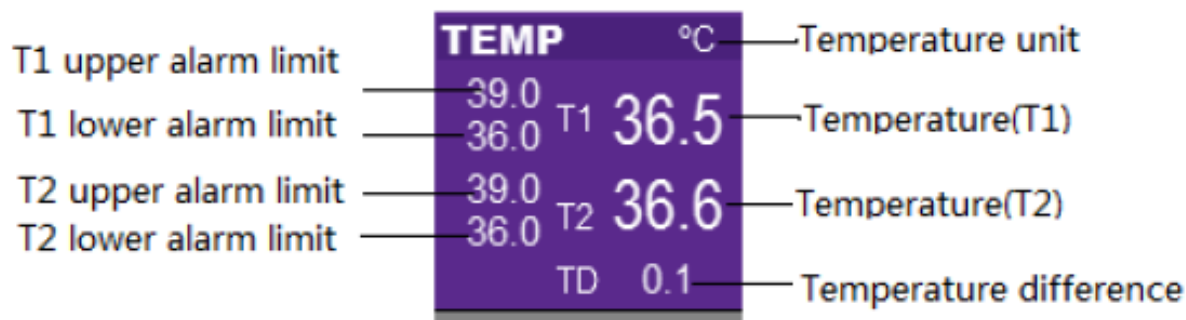 TEMP °C Temperature unit
T1 upper alarm limit 39.0
T1 lower alarm limit 36.0 T1 36.5 Temperature(T1)
T2 upper alarm limit 39.0
T2 lower alarm limit 36.0 T2 36.6 Temperature(T2)
TD 0.1 Temperature difference